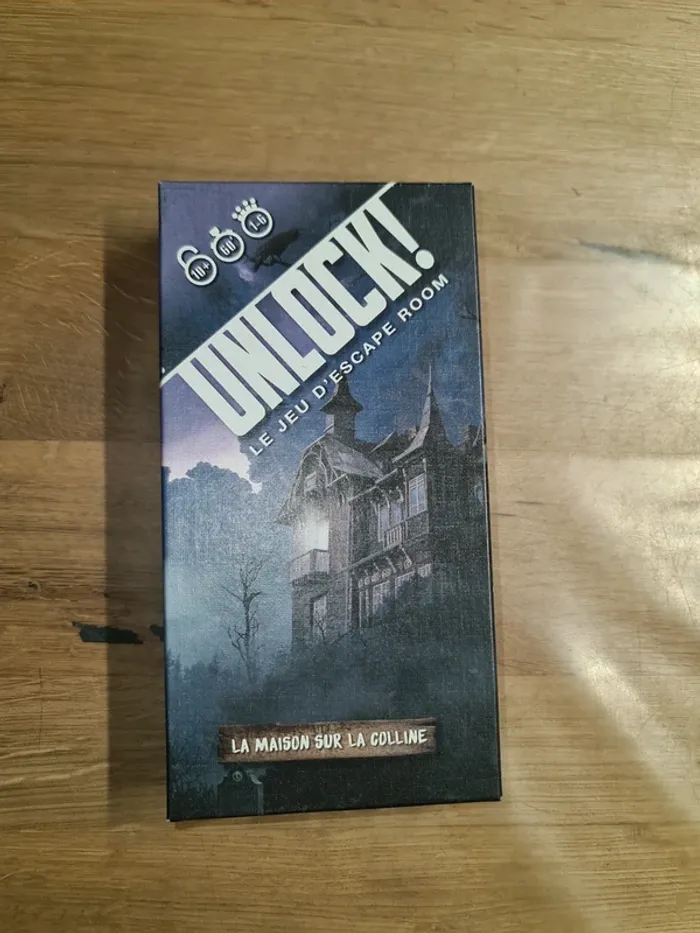 10+ 60' 1-6
UNLOCK!
LE JEU D'ESCAPE ROOM
LA MAISON SUR LA COLLINE